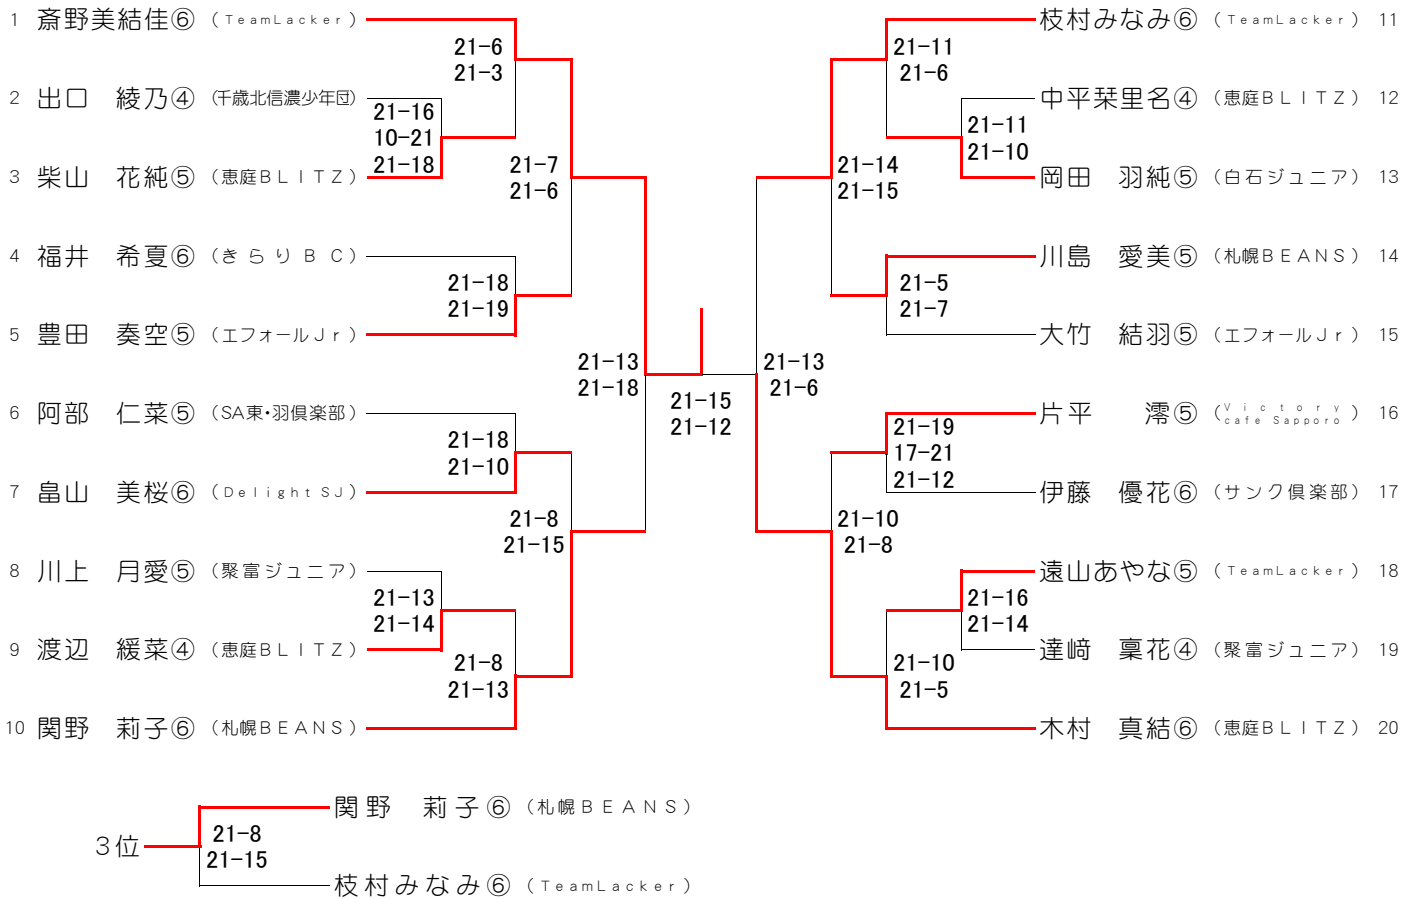 1 斎野美結佳⑥ （TeamLacker）
21-6
21-3
2 出口　綾乃④ （千歳北信濃少年団）
21-16
10-21
21-18
3 柴山　花純⑤ （恵庭BLITZ）
21-7
21-6
4 福井　希夏⑥ （きらりBC）
21-18
21-19
5 豊田　奏空⑤ （エフォールJr）
21-13
21-18
6 阿部　仁菜⑤ （SA東・羽倶楽部）
21-18
21-10
7 畠山　美桜⑥ （Delight SJ）
21-8
21-15
8 川上　月愛⑤ （聚富ジュニア）
21-13
21-14
9 渡辺　緩菜④ （恵庭BLITZ）
21-8
21-13
10 関野　莉子⑥ （札幌BEANS）
21-15
21-12
枝村みなみ⑥ （TeamLacker） 11
21-11
21-6
中平栞里名④ （恵庭BLITZ） 12
21-11
21-10
岡田　羽純⑤ （白石ジュニア） 13
21-14
21-15
川島　愛美⑤ （札幌BEANS） 14
21-5
21-7
大竹　結羽⑤ （エフォールJr） 15
21-13
21-6
片平　澪⑤ （Victory cafe Sapporo） 16
21-19
17-21
21-12
伊藤　優花⑥ （サンク倶楽部） 17
21-10
21-8
遠山あやな⑤ （TeamLacker） 18
21-16
21-14
達﨑　稟花④ （聚富ジュニア） 19
21-10
21-5
木村　真結⑥ （恵庭BLITZ） 20
関野　莉子⑥ （札幌BEANS）
3位
21-8
21-15
枝村みなみ⑥ （TeamLacker）